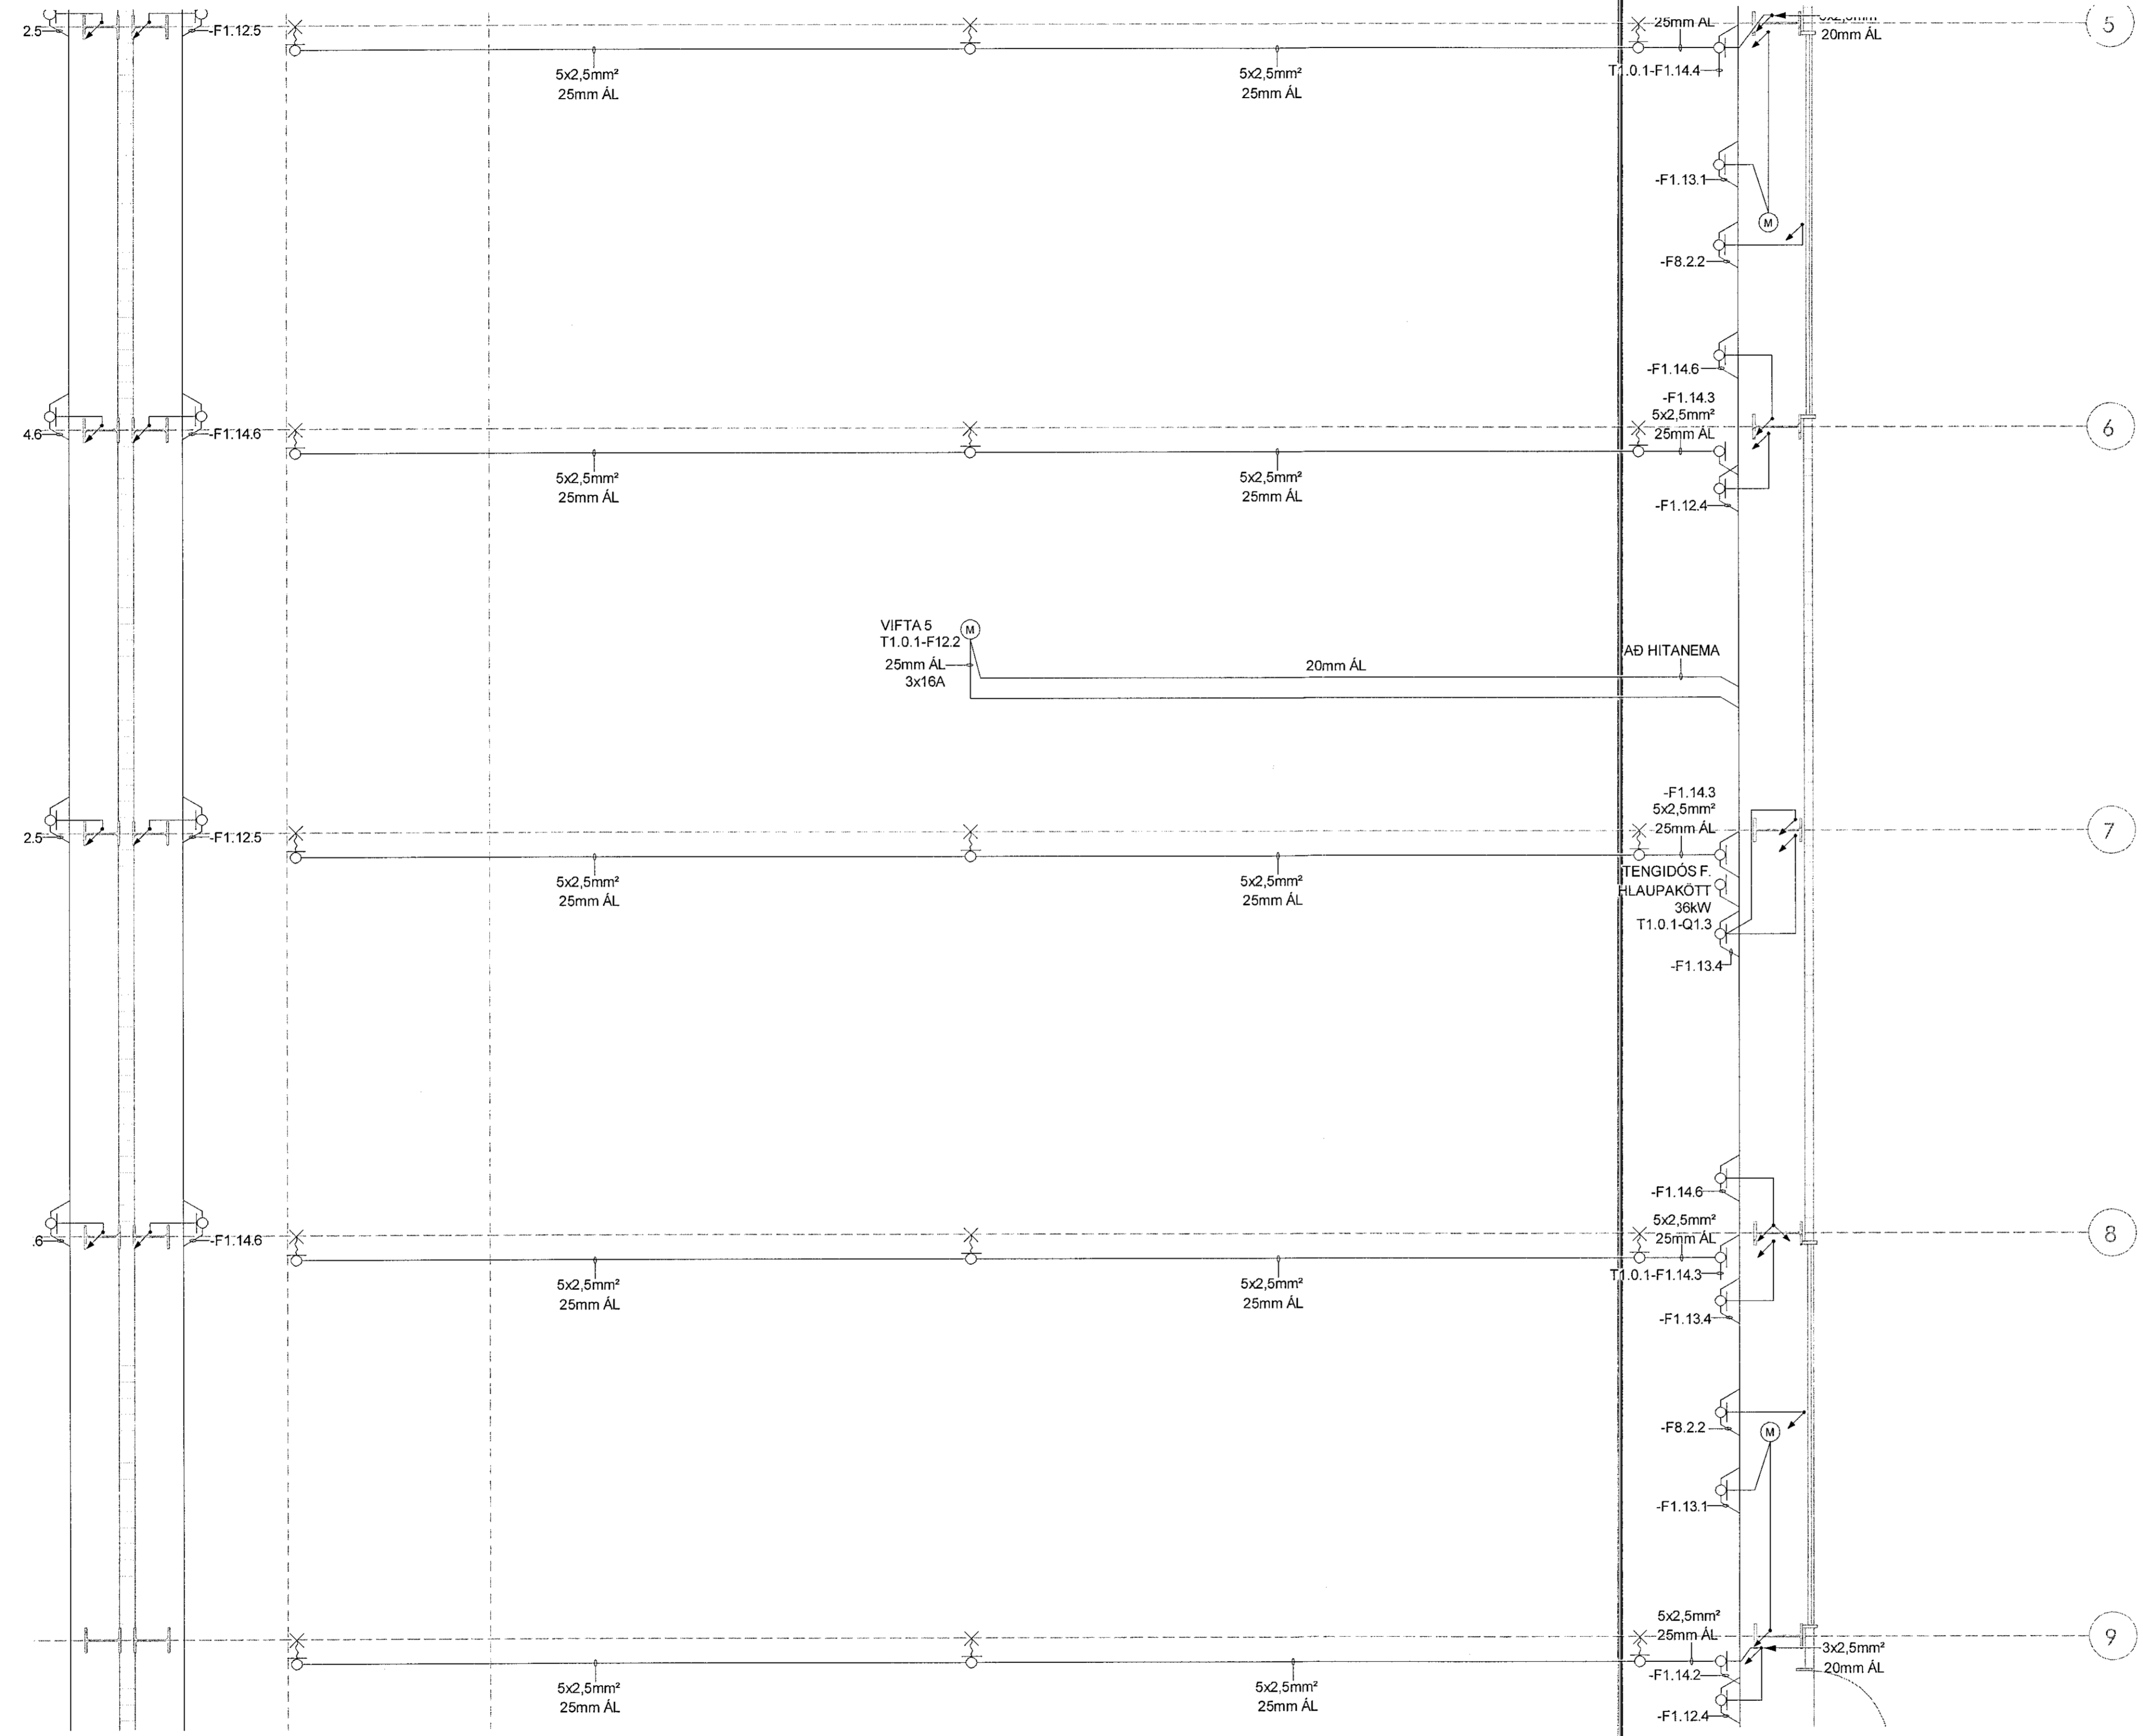 25mm ÁL
5
2.5
-F1.12.5
20mm ÁL
5x2,5mm²
25mm ÁL
5x2,5mm²
25mm ÁL
T1.0.1-F1.14.4
-F1.13.1
M
-F8.2.2
-F1.14.6
-F1.14.3
5x2,5mm²
25mm ÁL
6
4.6
-F1.14.6
5x2,5mm²
25mm ÁL
5x2,5mm²
25mm ÁL
-F1.12.4
VIFTA 5
M
T1.0.1-F12.2
25mm ÁL
3x16A
20mm ÁL
AÐ HITANEMA
-F1.14.3
5x2,5mm²
25mm ÁL
7
2.5
-F1.12.5
5x2,5mm²
25mm ÁL
5x2,5mm²
25mm ÁL
TENGIDÓS F.
HLAUPAKÖTT
36kW
T1.0.1-Q1.3
-F1.13.4
-F1.14.6
5x2,5mm²
25mm ÁL
8
.6
-F1.14.6
5x2,5mm²
25mm ÁL
5x2,5mm²
25mm ÁL
T1.0.1-F1.14.3
-F1.13.4
-F8.2.2
M
-F1.13.1
5x2,5mm²
25mm ÁL
9
3x2,5mm²
20mm ÁL
5x2,5mm²
25mm ÁL
5x2,5mm²
25mm ÁL
-F1.14.2
-F1.12.4